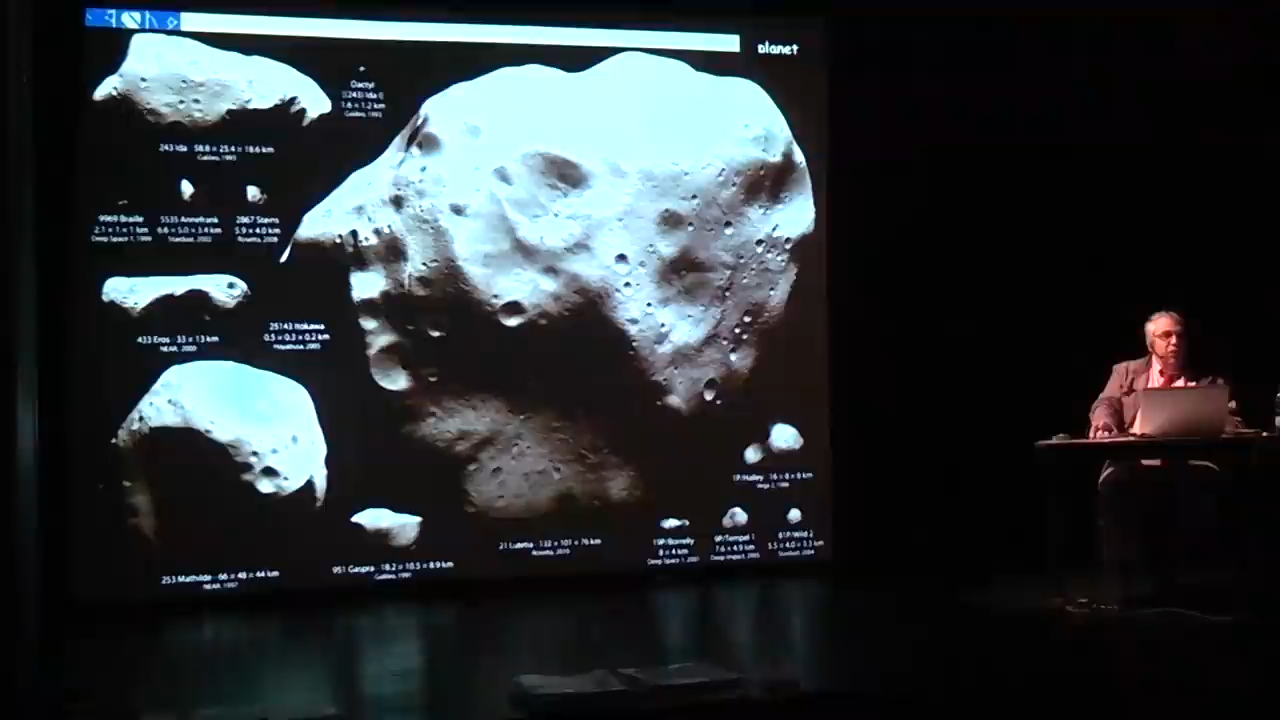 planet
Dactyl
[(243) Ida I]
1.6 × 1.2 km
Galileo, 1993
243 Ida · 58.8 × 25.4 × 18.6 km
Galileo, 1993
9969 Braille
2.1 × 1 × 1 km
Deep Space 1, 1999
5535 Annefrank
6.6 × 5.0 × 3.4 km
Stardust, 2002
2867 Steins
5.9 × 4.0 km
Rosetta, 2008
433 Eros · 33 × 13 km
NEAR, 2000
25143 Itokawa
0.5 × 0.3 × 0.2 km
Hayabusa, 2005
253 Mathilde · 66 × 48 × 44 km
NEAR, 1997
951 Gaspra · 18.2 × 10.5 × 8.9 km
Galileo, 1991
21 Lutetia · 132 × 101 × 76 km
Rosetta, 2010
1P/Halley · 16 × 8 × 8 km
Vega 2, 1986
19P/Borrelly
8 × 4 km
Deep Space 1, 2001
9P/Tempel 1
7.6 × 4.9 km
Deep Impact, 2005
81P/Wild 2
5.5 × 4.0 × 3.3 km
Stardust, 2004